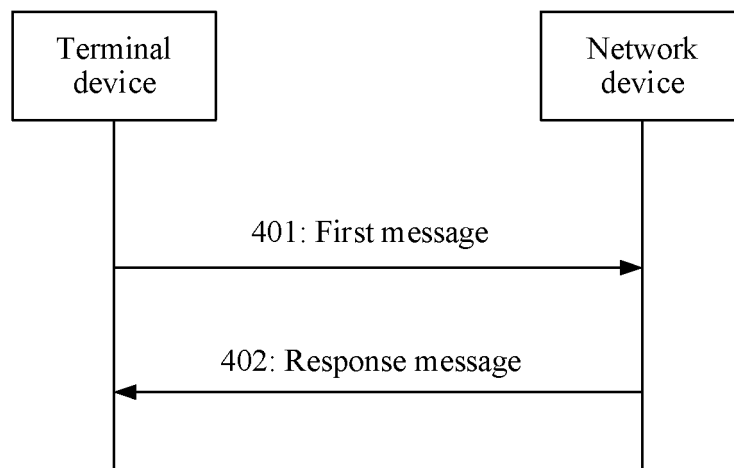 Terminal
device
Network
device
401: First message
402: Response message